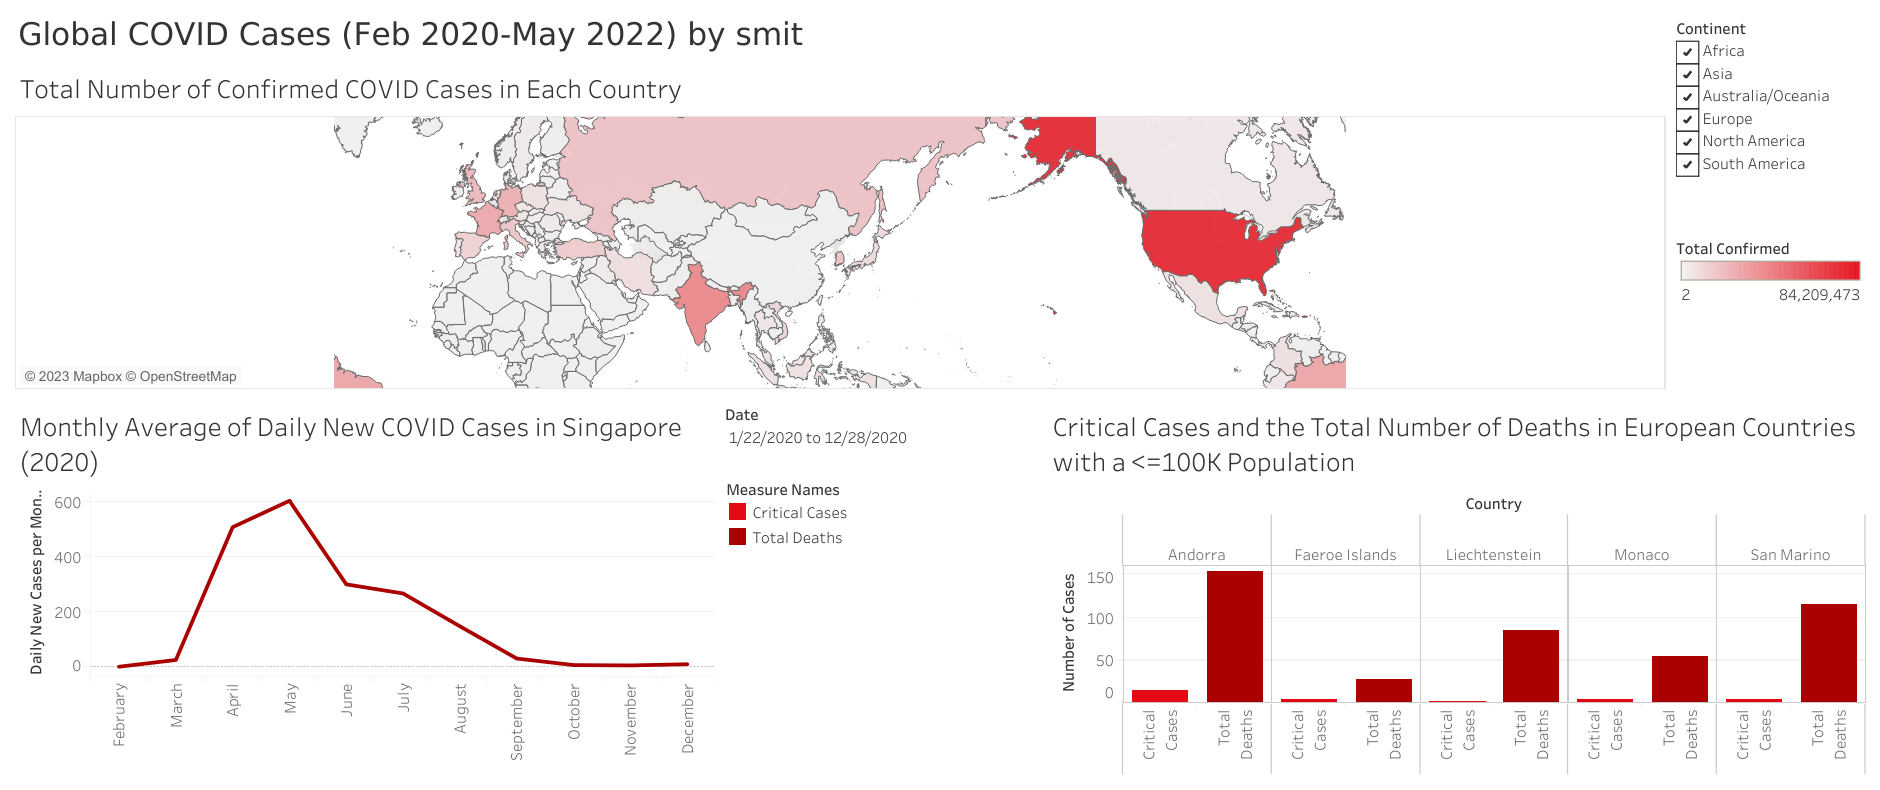 Global COVID Cases (Feb 2020-May 2022) by smit
Total Number of Confirmed COVID Cases in Each Country
© 2023 Mapbox © OpenStreetMap
Continent
Africa
Asia
Australia/Oceania
Europe
North America
South America
Total Confirmed
2 84,209,473
Monthly Average of Daily New COVID Cases in Singapore
(2020)
Daily New Cases per Mon..
600
400
200
0
February
March
April
May
June
July
August
September
October
November
December
Date
1/22/2020 to 12/28/2020
Measure Names
Critical Cases
Total Deaths
Critical Cases and the Total Number of Deaths in European Countries
with a <=100K Population
Country
Andorra Faeroe Islands Liechtenstein Monaco San Marino
Number of Cases
150
100
50
0
Critical
Cases
Total
Deaths
Critical
Cases
Total
Deaths
Critical
Cases
Total
Deaths
Critical
Cases
Total
Deaths
Critical
Cases
Total
Deaths